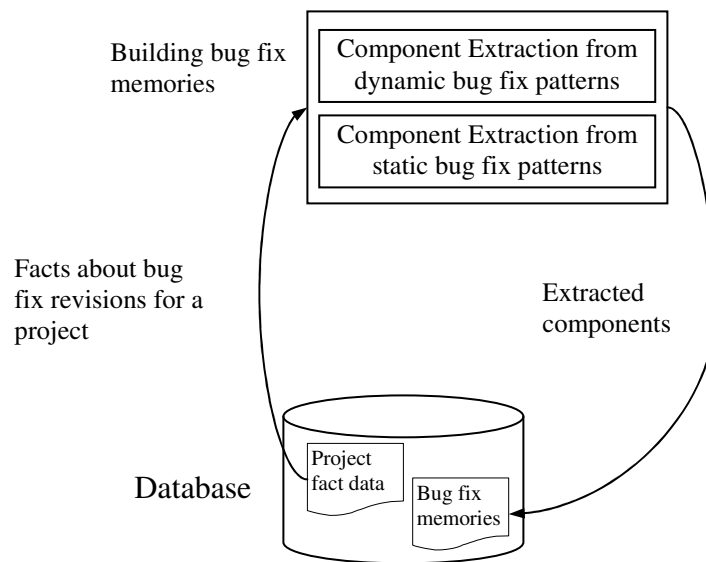 Building bug fix
memories
Component Extraction from
dynamic bug fix patterns
Component Extraction from
static bug fix patterns
Facts about bug
fix revisions for a
project
Extracted
components
Database
Project
fact data
Bug fix
memories